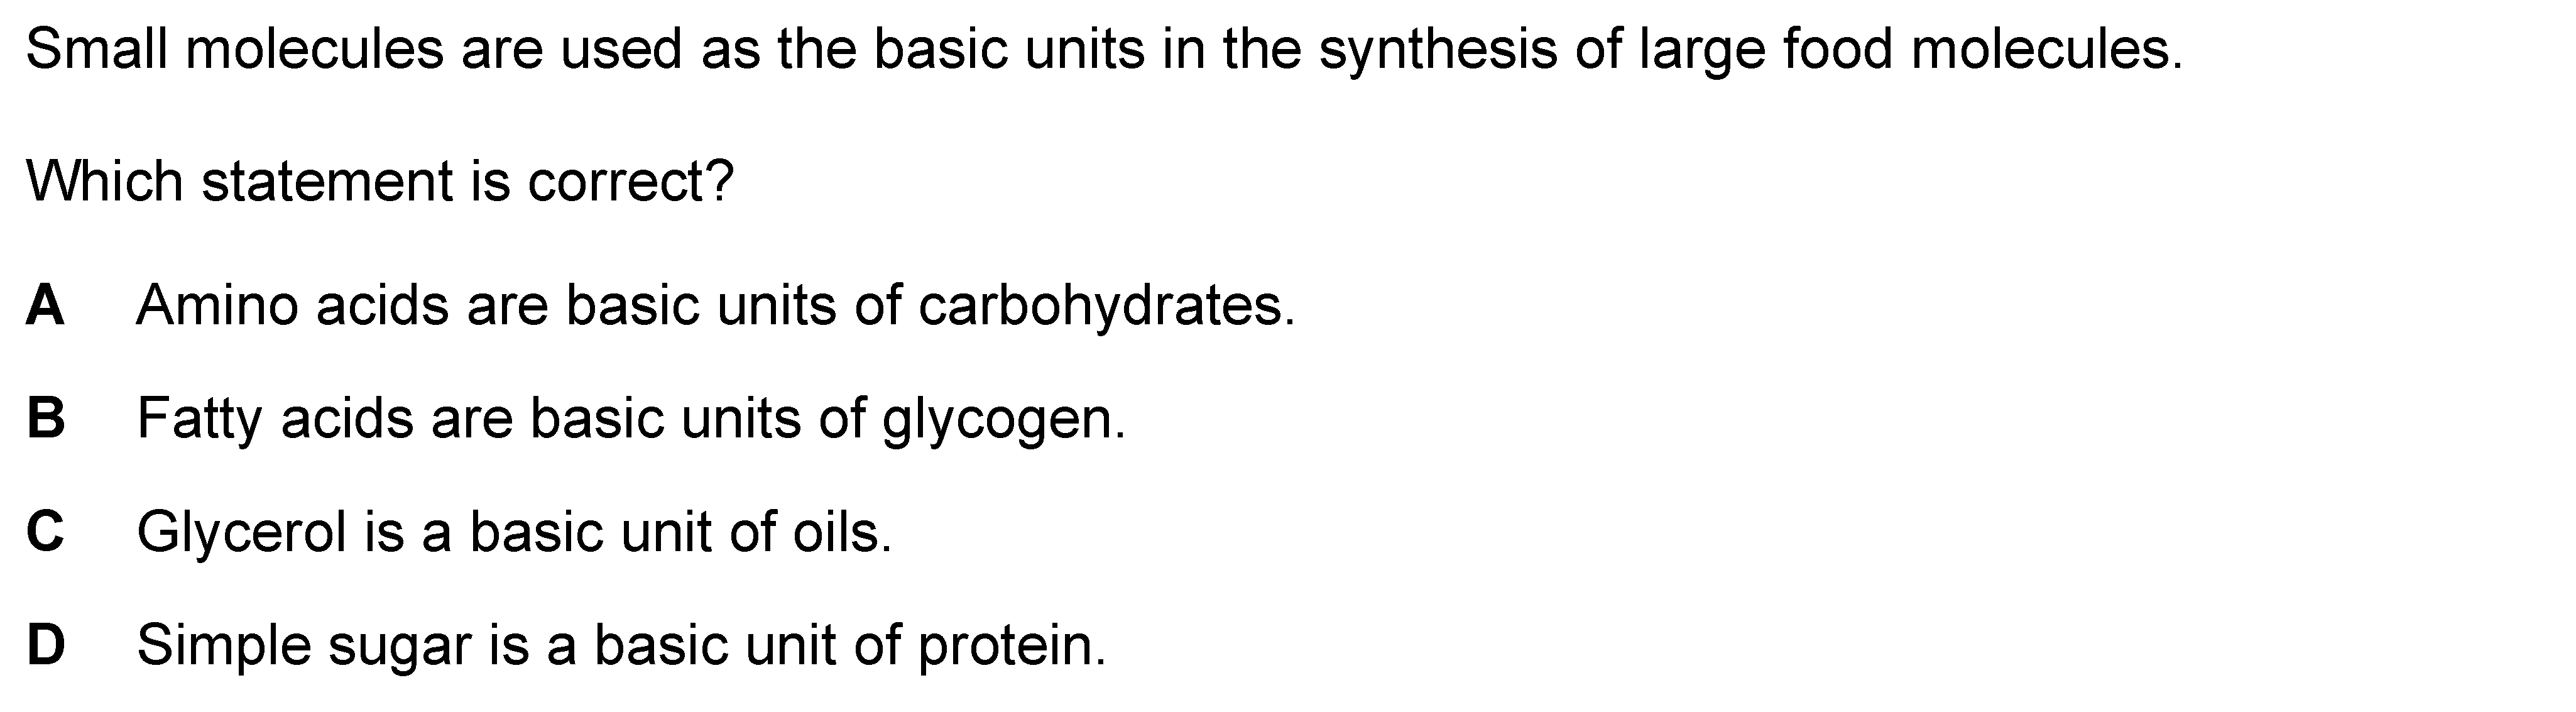 Small molecules are used as the basic units in the synthesis of large food molecules.
Which statement is correct?
A Amino acids are basic units of carbohydrates.
B Fatty acids are basic units of glycogen.
C Glycerol is a basic unit of oils.
D Simple sugar is a basic unit of protein.